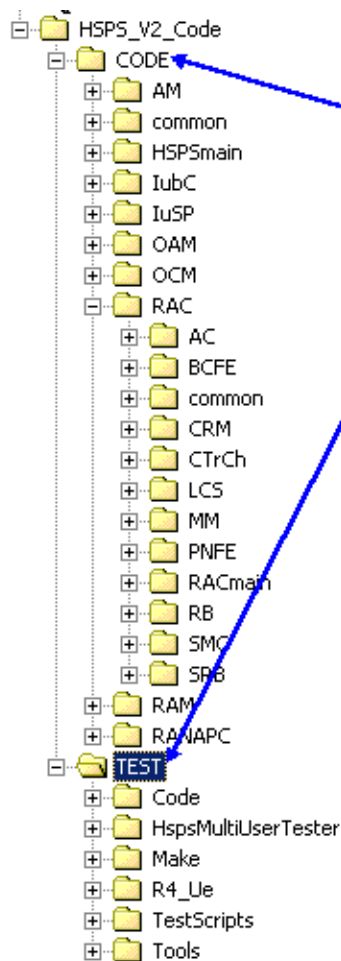 HSPS_V2_Code
CODE
AM
common
HSPSmain
IubC
IuSP
OAM
OCM
RAC
AC
BCFE
common
CRM
CTrCh
LCS
MM
PNFE
RACmain
RB
SMC
SRB
RAM
RANAPC
TEST
Code
HspsMultiUserTester
Make
R4_Ue
TestScripts
Tools